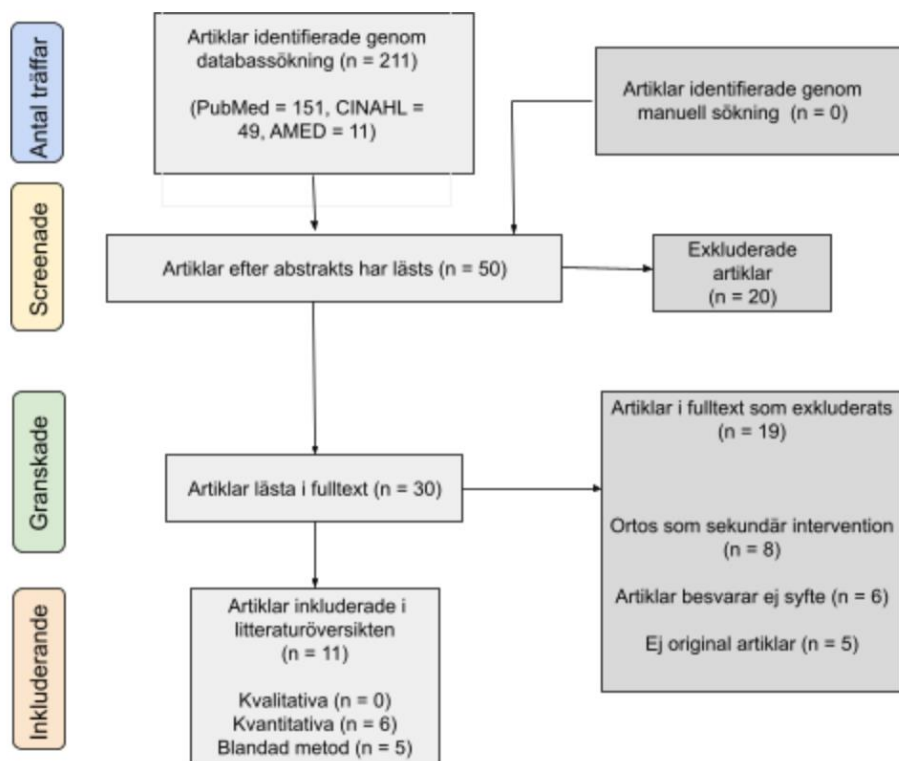 Antal träffar
Artiklar identifierade genom
databassökning (n = 211)
(PubMed = 151, CINAHL =
49, AMED = 11)
Artiklar identifierade genom
manuell sökning (n = 0)
Screenade
Artiklar efter abstrakts har lästs (n = 50)
Exkluderade
artiklar
(n = 20)
Granskade
Artiklar lästa i fulltext (n = 30)
Artiklar i fulltext som exkluderats
(n = 19)
Ortos som sekundär intervention
(n = 8)
Artiklar besvarar ej syfte (n = 6)
Ej original artiklar (n = 5)
Inkluderande
Artiklar inkluderade i
litteraturöversikten
(n = 11)
Kvalitativa (n = 0)
Kvantitativa (n = 6)
Blandad metod (n = 5)